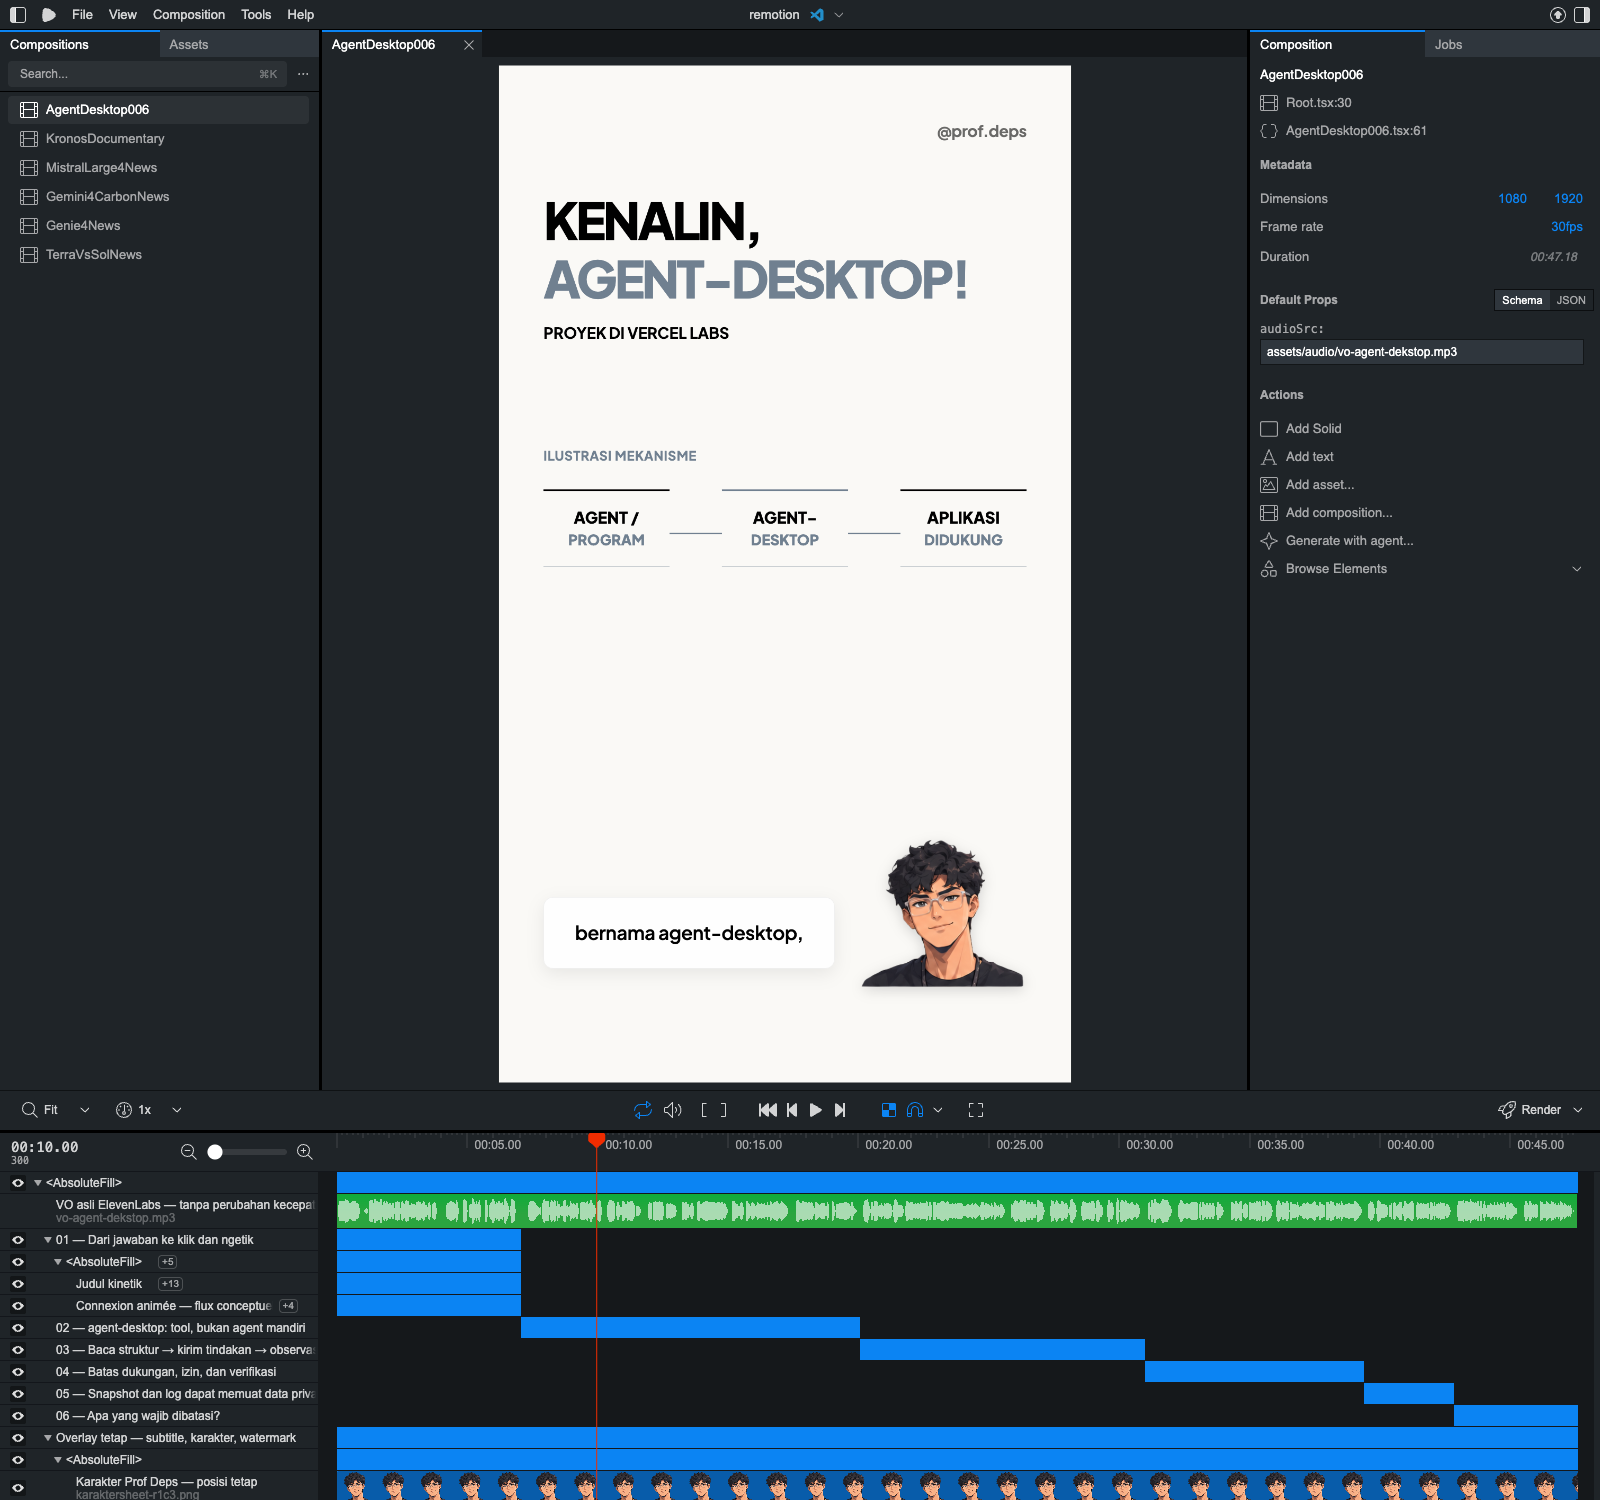 File View Composition Tools Help
remotion
Compositions Assets
Search... ⌘K
AgentDesktop006
KronosDocumentary
MistralLarge4News
Gemini4CarbonNews
Genie4News
TerraVsSolNews
AgentDesktop006
@prof.deps
KENALIN,
AGENT-DESKTOP!
PROYEK DI VERCEL LABS
ILUSTRASI MEKANISME
AGENT /
PROGRAM
AGENT-
DESKTOP
APLIKASI
DIDUKUNG
bernama agent-desktop,
Composition Jobs
AgentDesktop006
Root.tsx:30
AgentDesktop006.tsx:61
Metadata
Dimensions 1080 1920
Frame rate 30fps
Duration 00:47.18
Default Props Schema JSON
audioSrc:
assets/audio/vo-agent-dekstop.mp3
Actions
Add Solid
Add text
Add asset...
Add composition...
Generate with agent...
Browse Elements
Fit 1x
Render
00:10.00
300
00:05.00 00:10.00 00:15.00 00:20.00 00:25.00 00:30.00 00:35.00 00:40.00 00:45.00
<AbsoluteFill>
VO asli ElevenLabs — tanpa perubahan kecepat
vo-agent-dekstop.mp3
01 — Dari jawaban ke klik dan ngetik
<AbsoluteFill> +5
Judul kinetik +13
Connexion animée — flux conceptue +4
02 — agent-desktop: tool, bukan agent mandiri
03 — Baca struktur → kirim tindakan → observa
04 — Batas dukungan, izin, dan verifikasi
05 — Snapshot dan log dapat memuat data priva
06 — Apa yang wajib dibatasi?
Overlay tetap — subtitle, karakter, watermark
<AbsoluteFill>
Karakter Prof Deps — posisi tetap
karaktersheet-r1c3.png